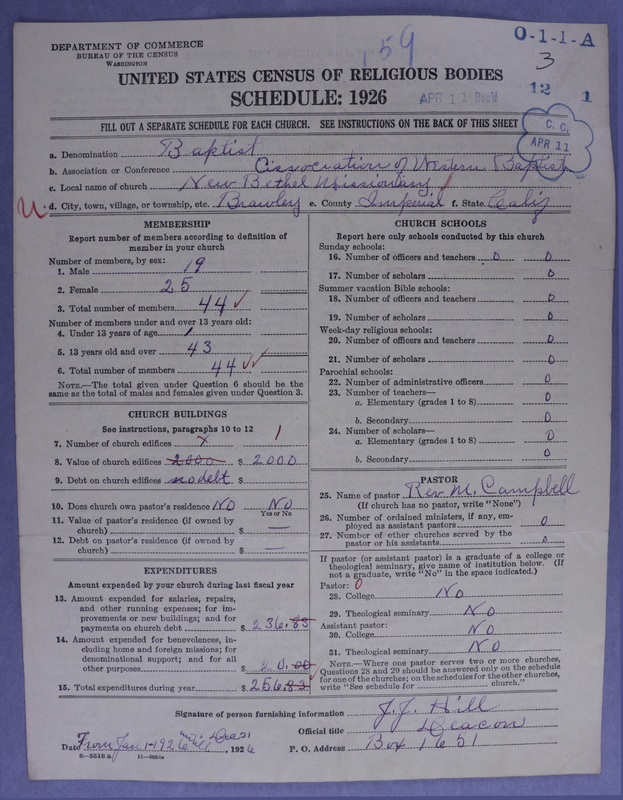 159
O-1-1-A
3
DEPARTMENT OF COMMERCE
BUREAU OF THE CENSUS
WASHINGTON
UNITED STATES CENSUS OF RELIGIOUS BODIES
SCHEDULE: 1926
APR 11 Rec'd
12 1
FILL OUT A SEPARATE SCHEDULE FOR EACH CHURCH. SEE INSTRUCTIONS ON THE BACK OF THIS SHEET
C. C.
APR 11
a. Denomination Baptist
b. Association or Conference Association of Western Baptist
c. Local name of church New Bethel Missionary
U d. City, town, village, or township, etc. Brawley e. County Imperial f. State Calif
MEMBERSHIP
Report number of members according to definition of
member in your church
Number of members, by sex:
1. Male 19
2. Female 25
3. Total number of members 44 ✓
Number of members under and over 13 years old:
4. Under 13 years of age 1
5. 13 years old and over 43
6. Total number of members 44 ✓✓
NOTE.—The total given under Question 6 should be
same as the total of males and females given under Question 3.
CHURCH BUILDINGS
See instructions, paragraphs 10 to 12
7. Number of church edifices x 1
8. Value of church edifices 2000 $ 2000
9. Debt on church edifices no debt $
10. Does church own pastor's residence No No
Yes or No
11. Value of pastor's residence (if owned by
church) $ —
12. Debt on pastor's residence (if owned by
church) $ —
EXPENDITURES
Amount expended by your church during last fiscal year
13. Amount expended for salaries, repairs,
and other running expenses; for im-
provements or new buildings; and for
payments on church debt $ 236.83
14. Amount expended for benevolences, in-
cluding home and foreign missions; for
denominational support; and for all
other purposes $ 20.00
15. Total expenditures during year $ 256.83
CHURCH SCHOOLS
Report here only schools conducted by this church
Sunday schools:
16. Number of officers and teachers 0 0
17. Number of scholars 0
Summer vacation Bible schools:
18. Number of officers and teachers 0
19. Number of scholars 0
Week-day religious schools:
20. Number of officers and teachers 0
21. Number of scholars 0
Parochial schools:
22. Number of administrative officers 0
23. Number of teachers—
a. Elementary (grades 1 to 8) 0
b. Secondary 0
24. Number of scholars—
a. Elementary (grades 1 to 8) 0
b. Secondary 0
PASTOR
25. Name of pastor Rev M. Campbell
(If church has no pastor, write "None")
26. Number of ordained ministers, if any, em-
ployed as assistant pastors 0
27. Number of other churches served by the
pastor or his assistants 0
If pastor (or assistant pastor) is a graduate of a college or
theological seminary, give name of institution below. (If
not a graduate, write "No" in the space indicated.)
Pastor: 0
28. College No
29. Theological seminary No
Assistant pastor:
30. College No
31. Theological seminary No
NOTE.—Where one pastor serves two or more churches,
Questions 28 and 29 should be answered only on the schedule
for one of the churches; on the schedules for the other churches,
write "See schedule for church."
Signature of person furnishing information J. J. Hill
Official title Deacon
Date From Jan 1-1926 till Dec 31, 1926 P. O. Address Box 1651
8-5518 a